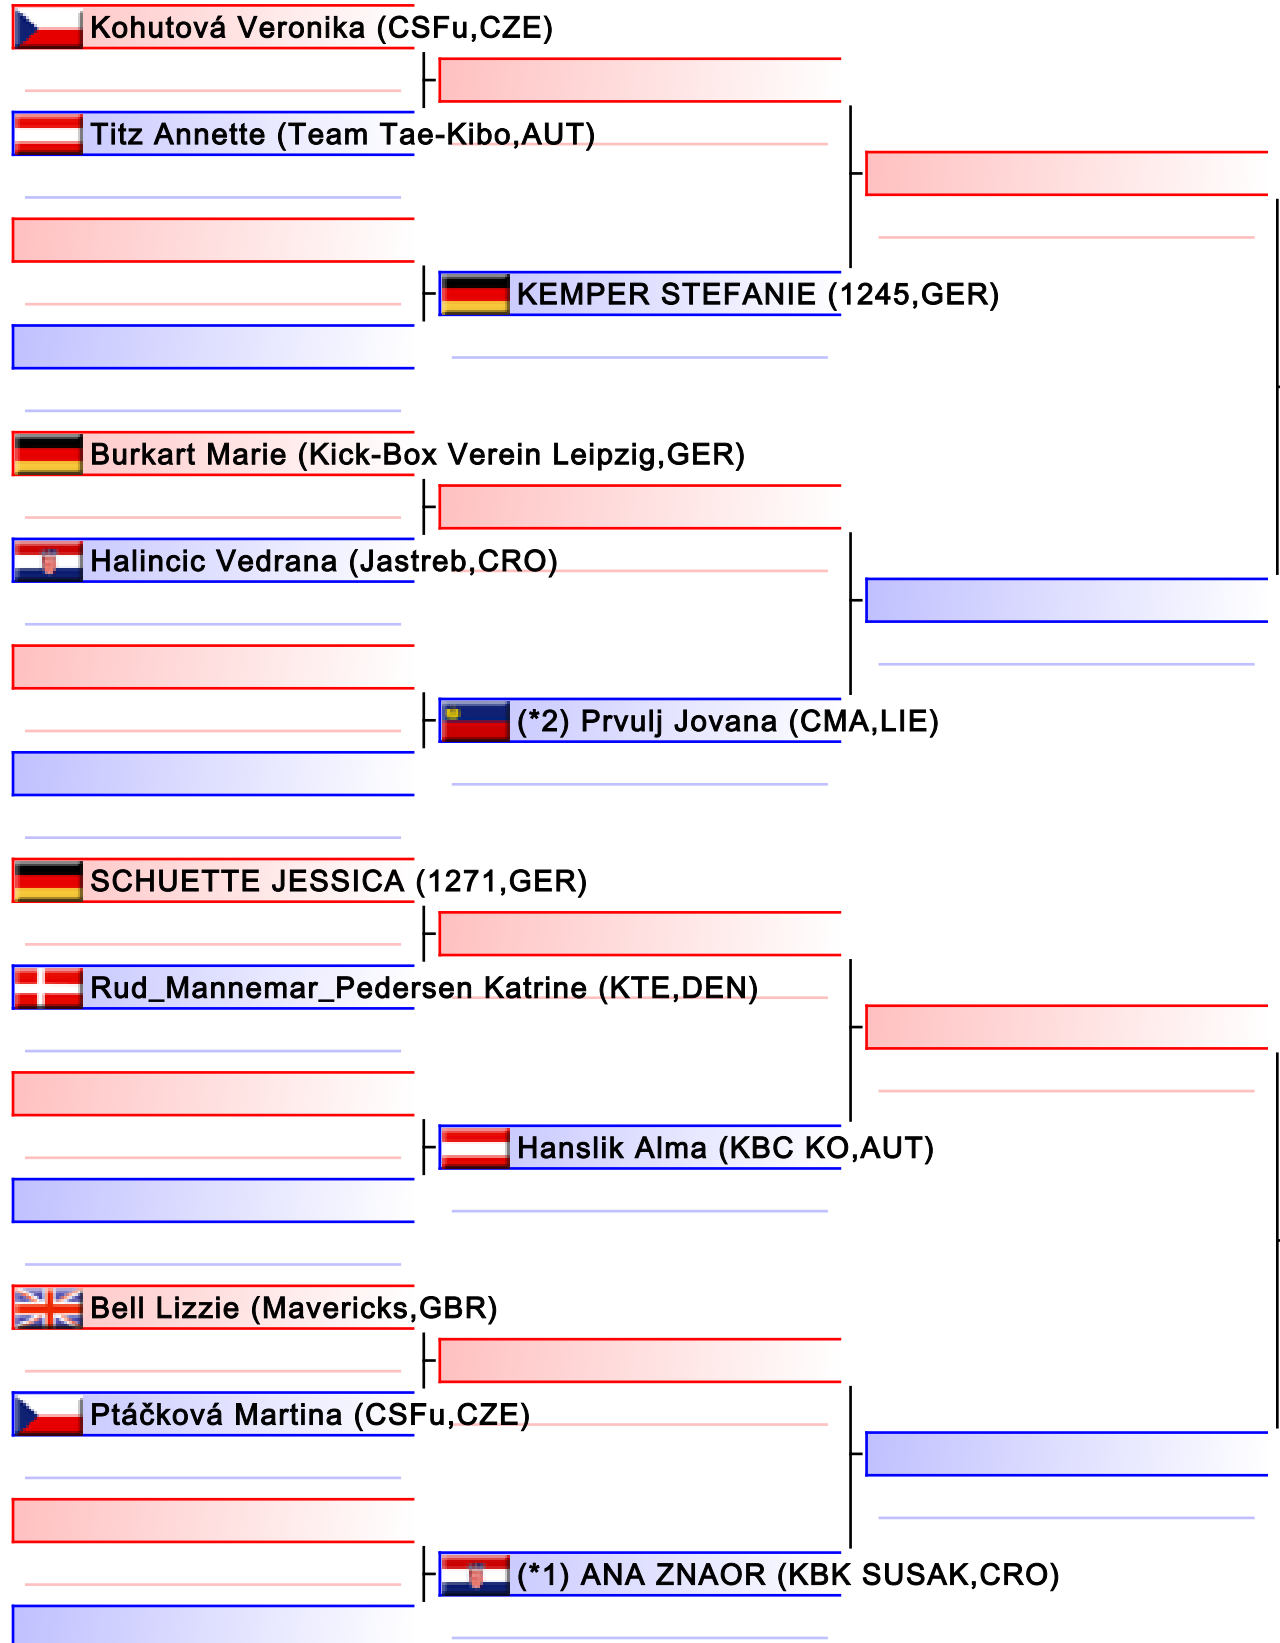 Kohutová Veronika (CSFu,CZE)
Titz Annette (Team Tae-Kibo,AUT)
KEMPER STEFANIE (1245,GER)
Burkart Marie (Kick-Box Verein Leipzig,GER)
Halincic Vedrana (Jastreb,CRO)
(*2) Prvulj Jovana (CMA,LIE)
SCHUETTE JESSICA (1271,GER)
Rud_Mannemar_Pedersen Katrine (KTE,DEN)
Hanslik Alma (KBC KO,AUT)
Bell Lizzie (Mavericks,GBR)
Ptáčková Martina (CSFu,CZE)
(*1) ANA ZNAOR (KBK SUSAK,CRO)